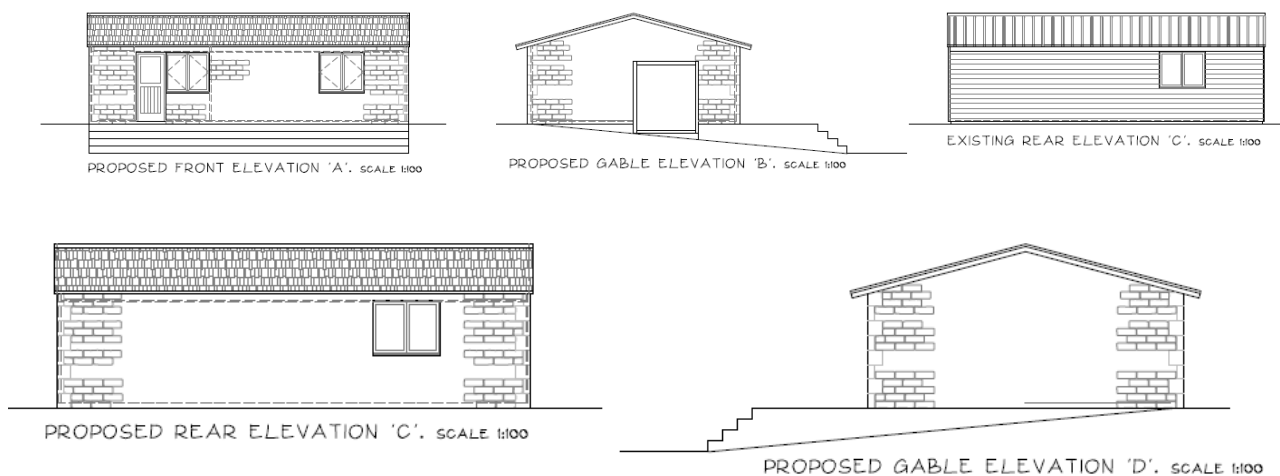 PROPOSED FRONT ELEVATION 'A'. SCALE 1:100
PROPOSED GABLE ELEVATION 'B'. SCALE 1:100
EXISTING REAR ELEVATION 'C'. SCALE 1:100
PROPOSED REAR ELEVATION 'C'. SCALE 1:100
PROPOSED GABLE ELEVATION 'D'. SCALE 1:100